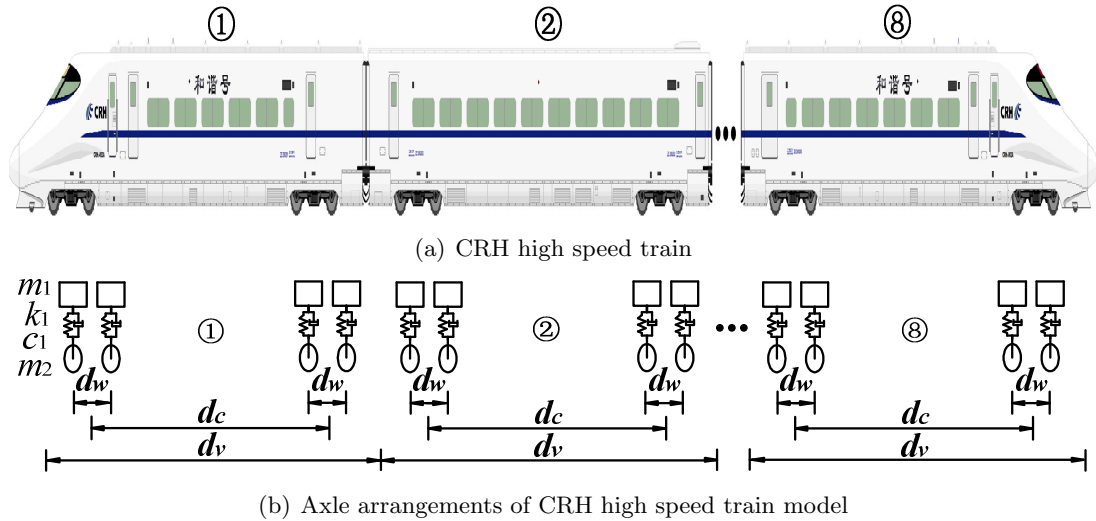 ① ② ⑧
和谐号 和谐号
CRH CRH
(a) CRH high speed train
m₁
k₁
c₁
m₂
① ② ••• ⑧
dw dw dw dw dw dw
dc dc dc
dv dv dv
(b) Axle arrangements of CRH high speed train model